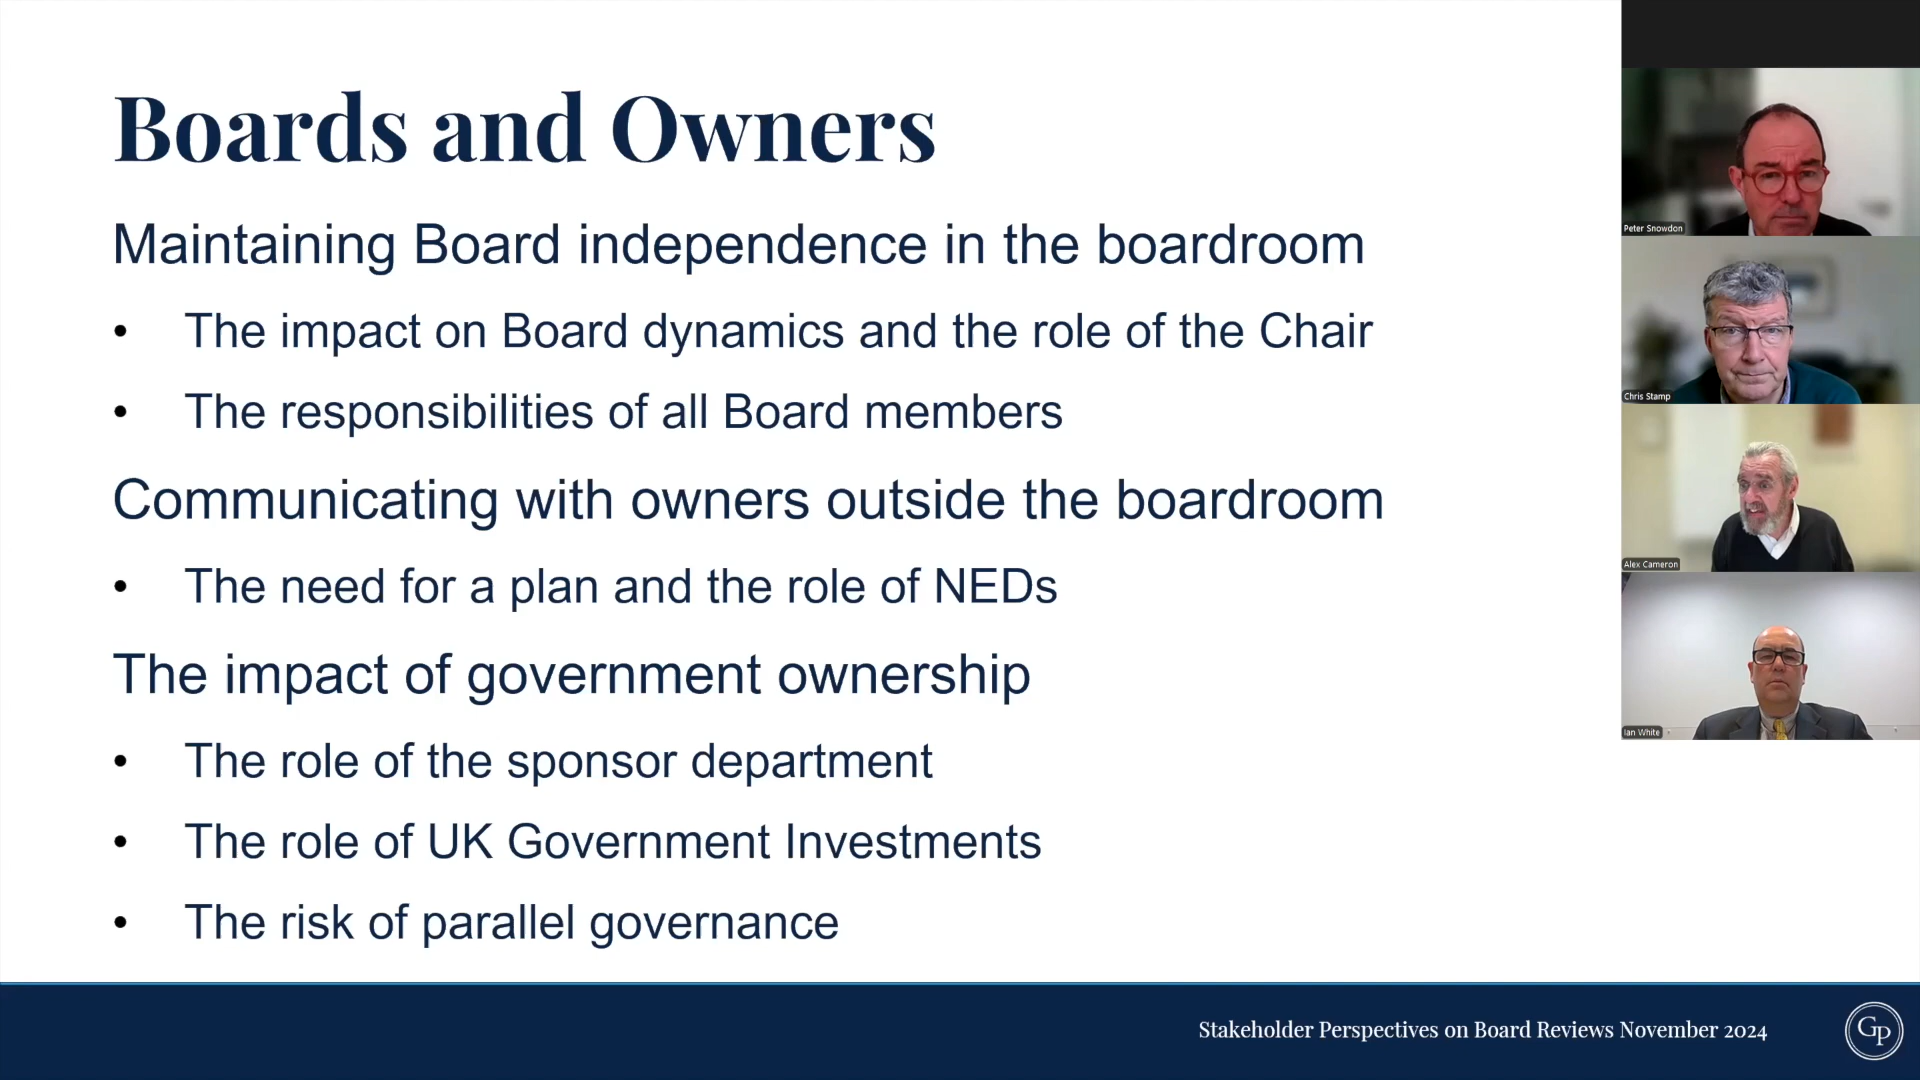 Boards and Owners
Maintaining Board independence in the boardroom
• The impact on Board dynamics and the role of the Chair
• The responsibilities of all Board members
Communicating with owners outside the boardroom
• The need for a plan and the role of NEDs
The impact of government ownership
• The role of the sponsor department
• The role of UK Government Investments
• The risk of parallel governance
Stakeholder Perspectives on Board Reviews November 2024
GP
Peter Snowdon
Chris Stamp
Alex Cameron
Ian White